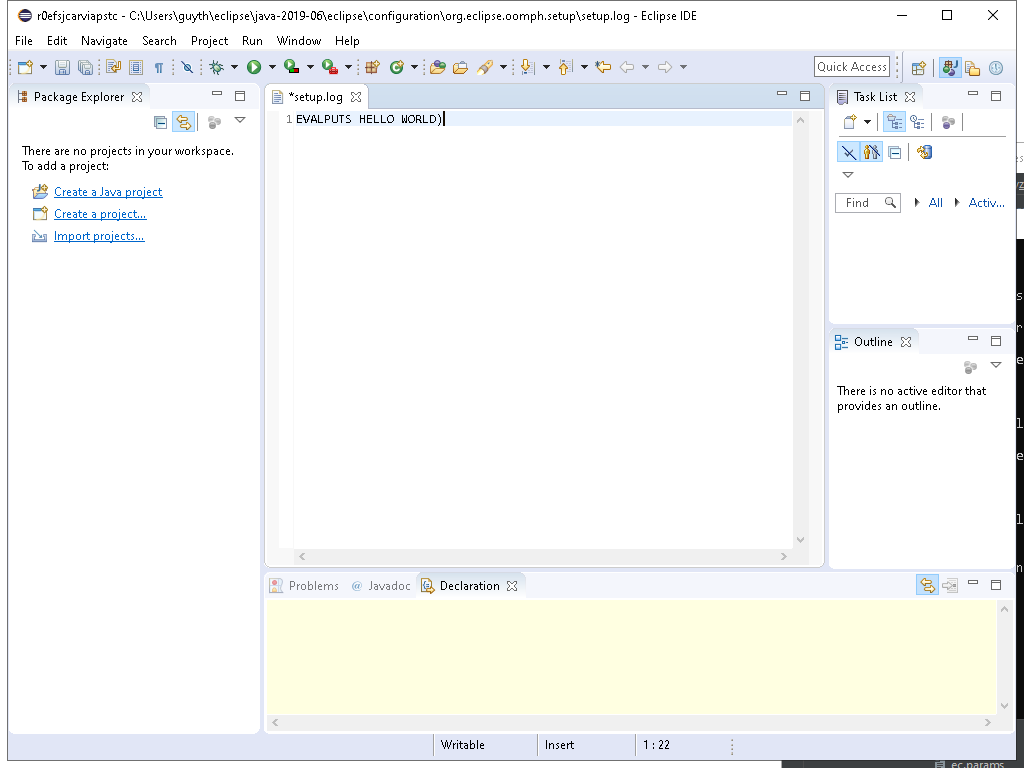 r0efsjcarviapstc - C:\Users\guyth\eclipse\java-2019-06\eclipse\configuration\org.eclipse.oomph.setup\setup.log - Eclipse IDE
File Edit Navigate Search Project Run Window Help
Quick Access
Package Explorer
There are no projects in your workspace.
To add a project:
Create a Java project
Create a project...
Import projects...
*setup.log
1 EVALPUTS HELLO WORLD)
Task List
Find All Activ...
Outline
There is no active editor that
provides an outline.
Problems @ Javadoc Declaration
Writable Insert 1 : 22
ec.params